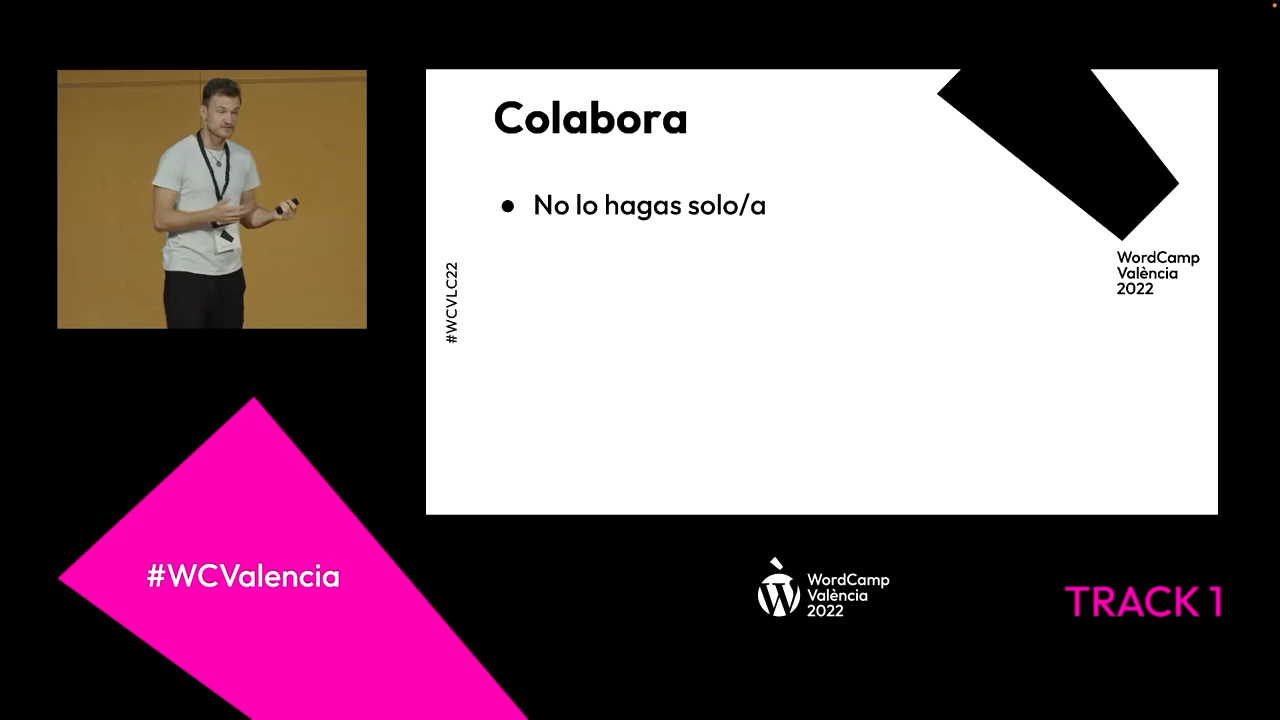 Colabora
● No lo hagas solo/a
#WCVLC22
WordCamp
València
2022
#WCValencia
WordCamp
València
2022
TRACK 1